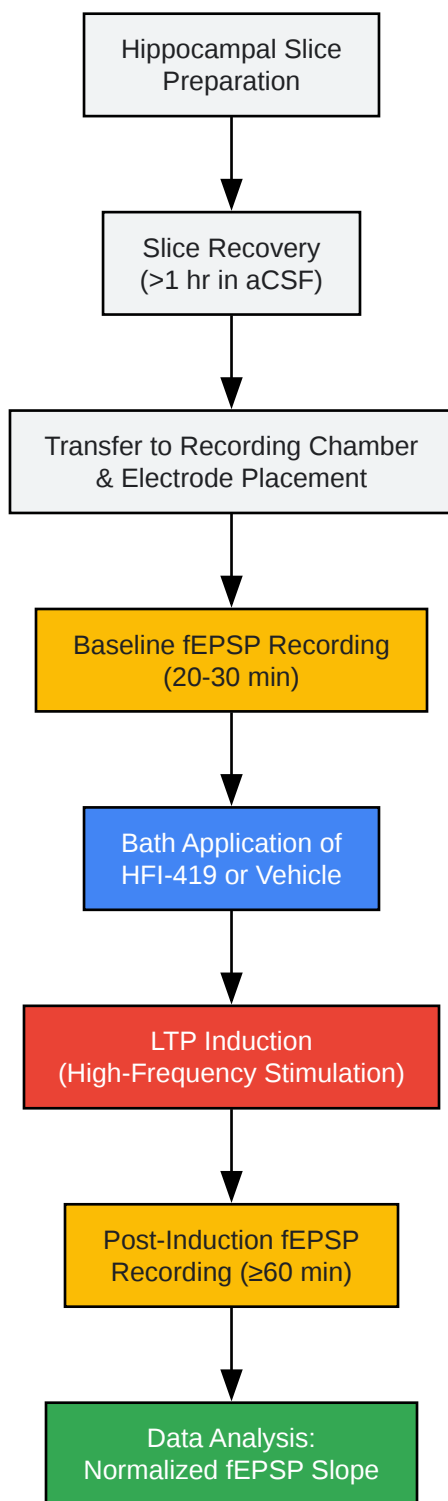 Hippocampal Slice
Preparation
Slice Recovery
(>1 hr in aCSF)
Transfer to Recording Chamber
& Electrode Placement
Baseline fEPSP Recording
(20-30 min)
Bath Application of
HFI-419 or Vehicle
LTP Induction
(High-Frequency Stimulation)
Post-Induction fEPSP
Recording (≥60 min)
Data Analysis:
Normalized fEPSP Slope